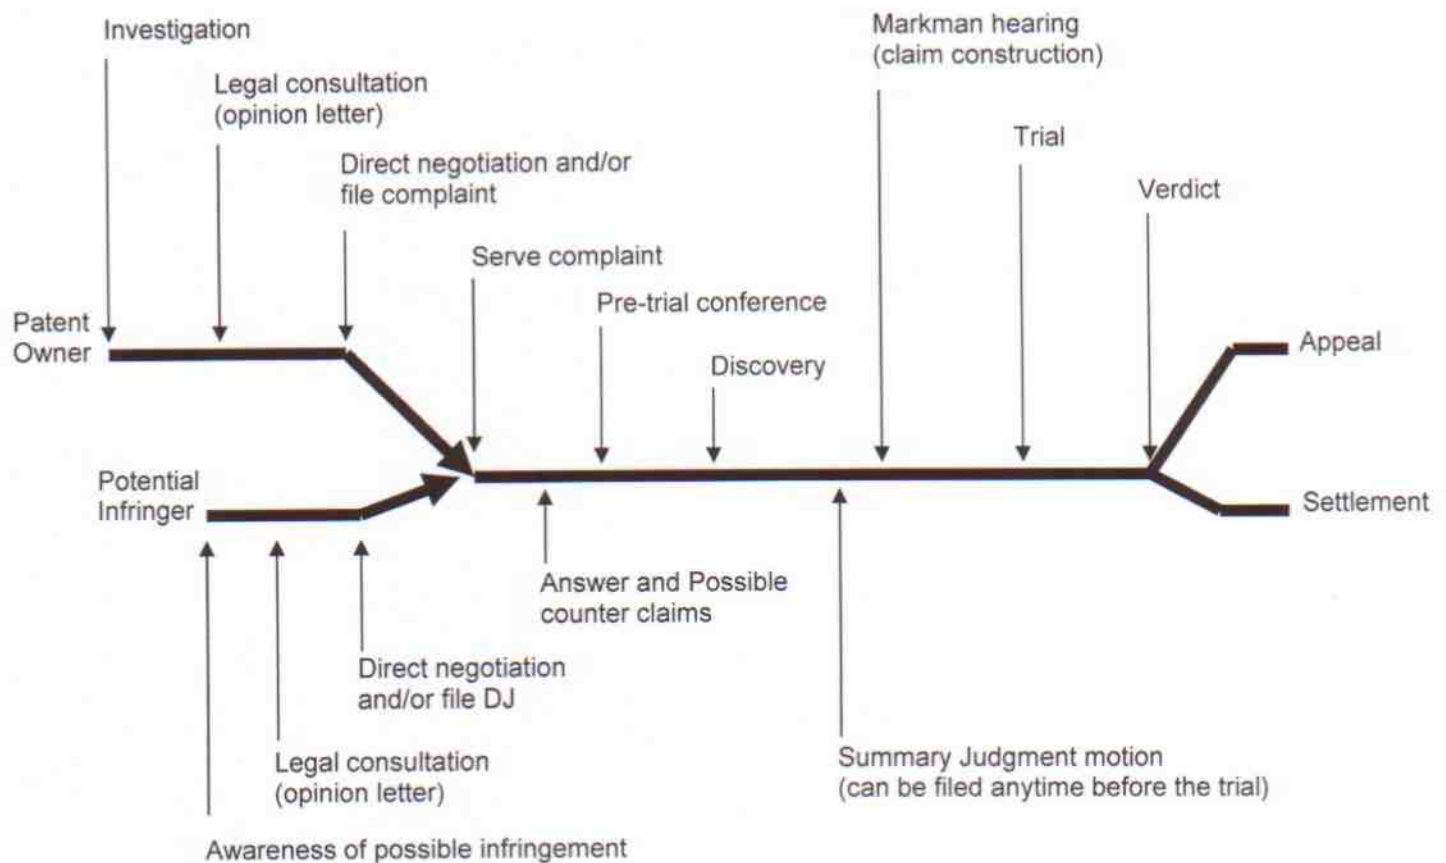 Investigation
Legal consultation
(opinion letter)
Direct negotiation and/or
file complaint
Serve complaint
Pre-trial conference
Discovery
Markman hearing
(claim construction)
Trial
Verdict
Patent
Owner
Appeal
Potential
Infringer
Settlement
Answer and Possible
counter claims
Direct negotiation
and/or file DJ
Legal consultation
(opinion letter)
Summary Judgment motion
(can be filed anytime before the trial)
Awareness of possible infringement